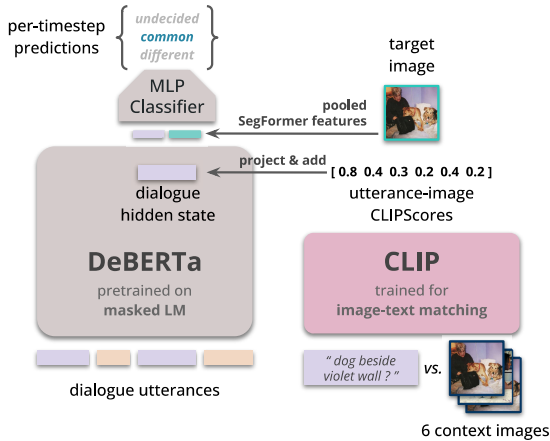 per-timestep
predictions
undecided
common
different
MLP
Classifier
target
image
pooled
SegFormer features
project & add
[ 0.8 0.4 0.3 0.2 0.4 0.2 ]
dialogue
hidden state
utterance-image
CLIPScores
DeBERTa
pretrained on
masked LM
CLIP
trained for
image-text matching
dialogue utterances
“ dog beside
violet wall ? ”
vs.
6 context images